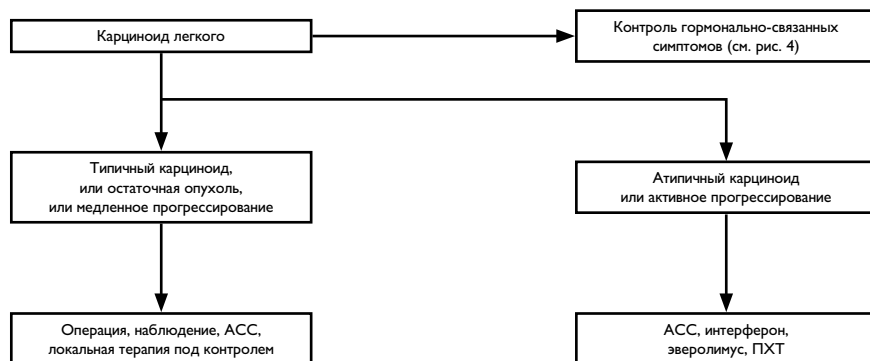 Карциноид легкого
Контроль гормонально-связанных
симптомов (см. рис. 4)
Типичный карциноид,
или остаточная опухоль,
или медленное прогрессирование
Атипичный карциноид
или активное прогрессирование
Операция, наблюдение, АСС,
локальная терапия под контролем
АСС, интерферон,
эверолимус, ПХТ